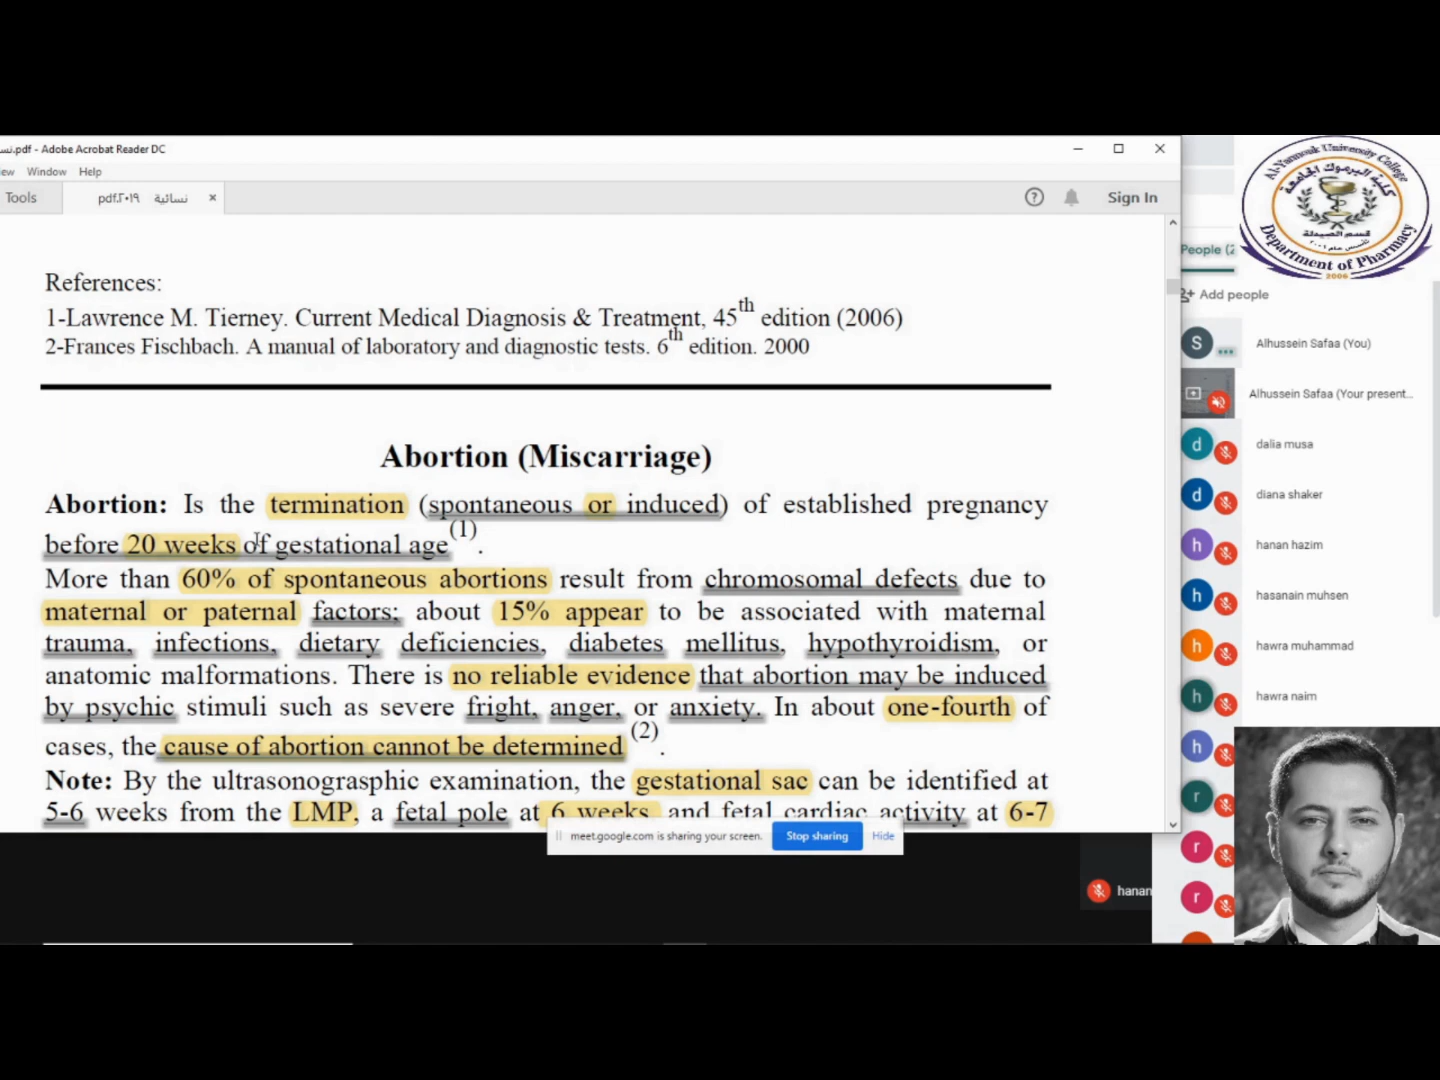 نسا.pdf - Adobe Acrobat Reader DC
ew Window Help
Tools
نسائية ٢٠١٩.pdf
×
? Sign In
References:
1-Lawrence M. Tierney. Current Medical Diagnosis & Treatment, 45th edition (2006)
2-Frances Fischbach. A manual of laboratory and diagnostic tests. 6th edition. 2000
Abortion (Miscarriage)
Abortion: Is the termination (spontaneous or induced) of established pregnancy
before 20 weeks of gestational age(1).
More than 60% of spontaneous abortions result from chromosomal defects due to
maternal or paternal factors; about 15% appear to be associated with maternal
trauma, infections, dietary deficiencies, diabetes mellitus, hypothyroidism, or
anatomic malformations. There is no reliable evidence that abortion may be induced
by psychic stimuli such as severe fright, anger, or anxiety. In about one-fourth of
cases, the cause of abortion cannot be determined (2).
Note: By the ultrasonograsphic examination, the gestational sac can be identified at
5-6 weeks from the LMP, a fetal pole at 6 weeks, and fetal cardiac activity at 6-7
meet.google.com is sharing your screen.
Stop sharing
Hide
Al-Yarmouk University College
كلية اليرموك الجامعة
قسم الصيدلة
Department of Pharmacy
2006
People (2
Add people
S Alhussein Safaa (You)
Alhussein Safaa (Your present...
d dalia musa
d diana shaker
h hanan hazim
h hasanain muhsen
h hawra muhammad
h hawra naim
h
r
r
r
hanan